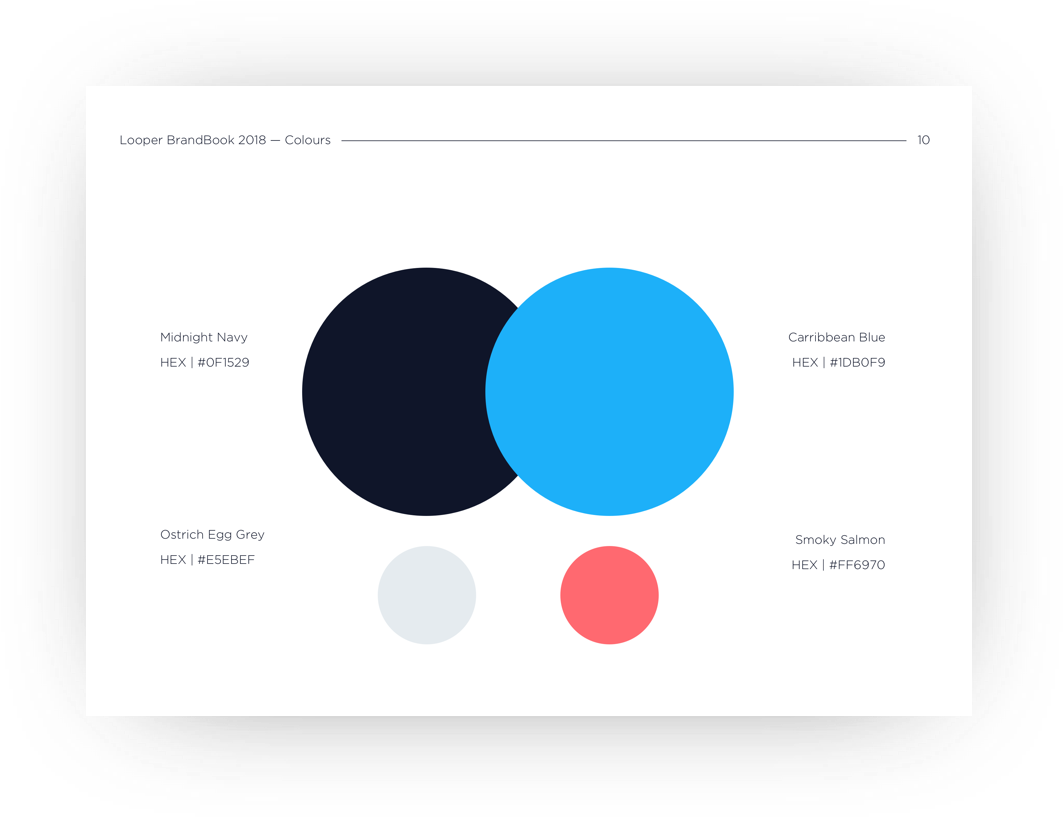 Looper BrandBook 2018 — Colours
10
Midnight Navy
HEX | #0F1529
Carribbean Blue
HEX | #1DB0F9
Ostrich Egg Grey
HEX | #E5EBEF
Smoky Salmon
HEX | #FF6970